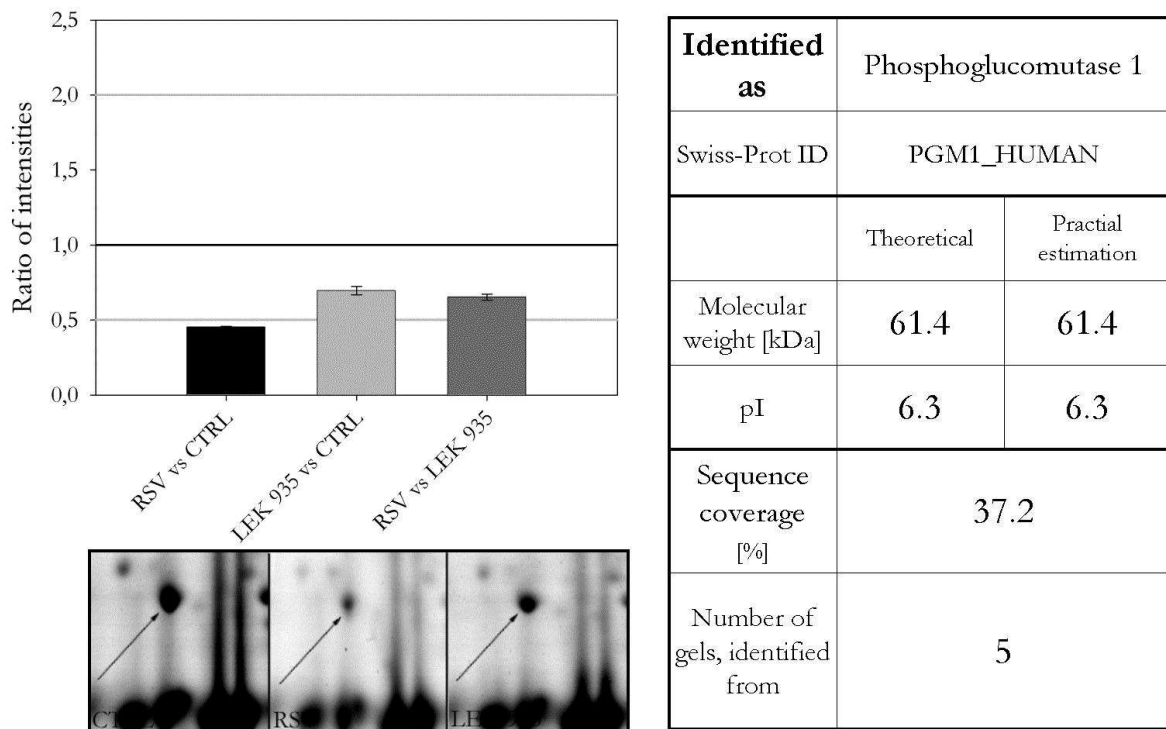 2,5
2,0
1,5
1,0
0,5
0,0
Ratio of intensities
RSV vs CTRL
LEK 935 vs CTRL
RSV vs LEK 935
CTRL
RS
LE
Identified
as
Phosphoglucomutase 1
Swiss-Prot ID
PGM1_HUMAN
Theoretical
Practial
estimation
Molecular
weight [kDa]
61.4
61.4
pI
6.3
6.3
Sequence
coverage
[%]
37.2
Number of
gels, identified
from
5